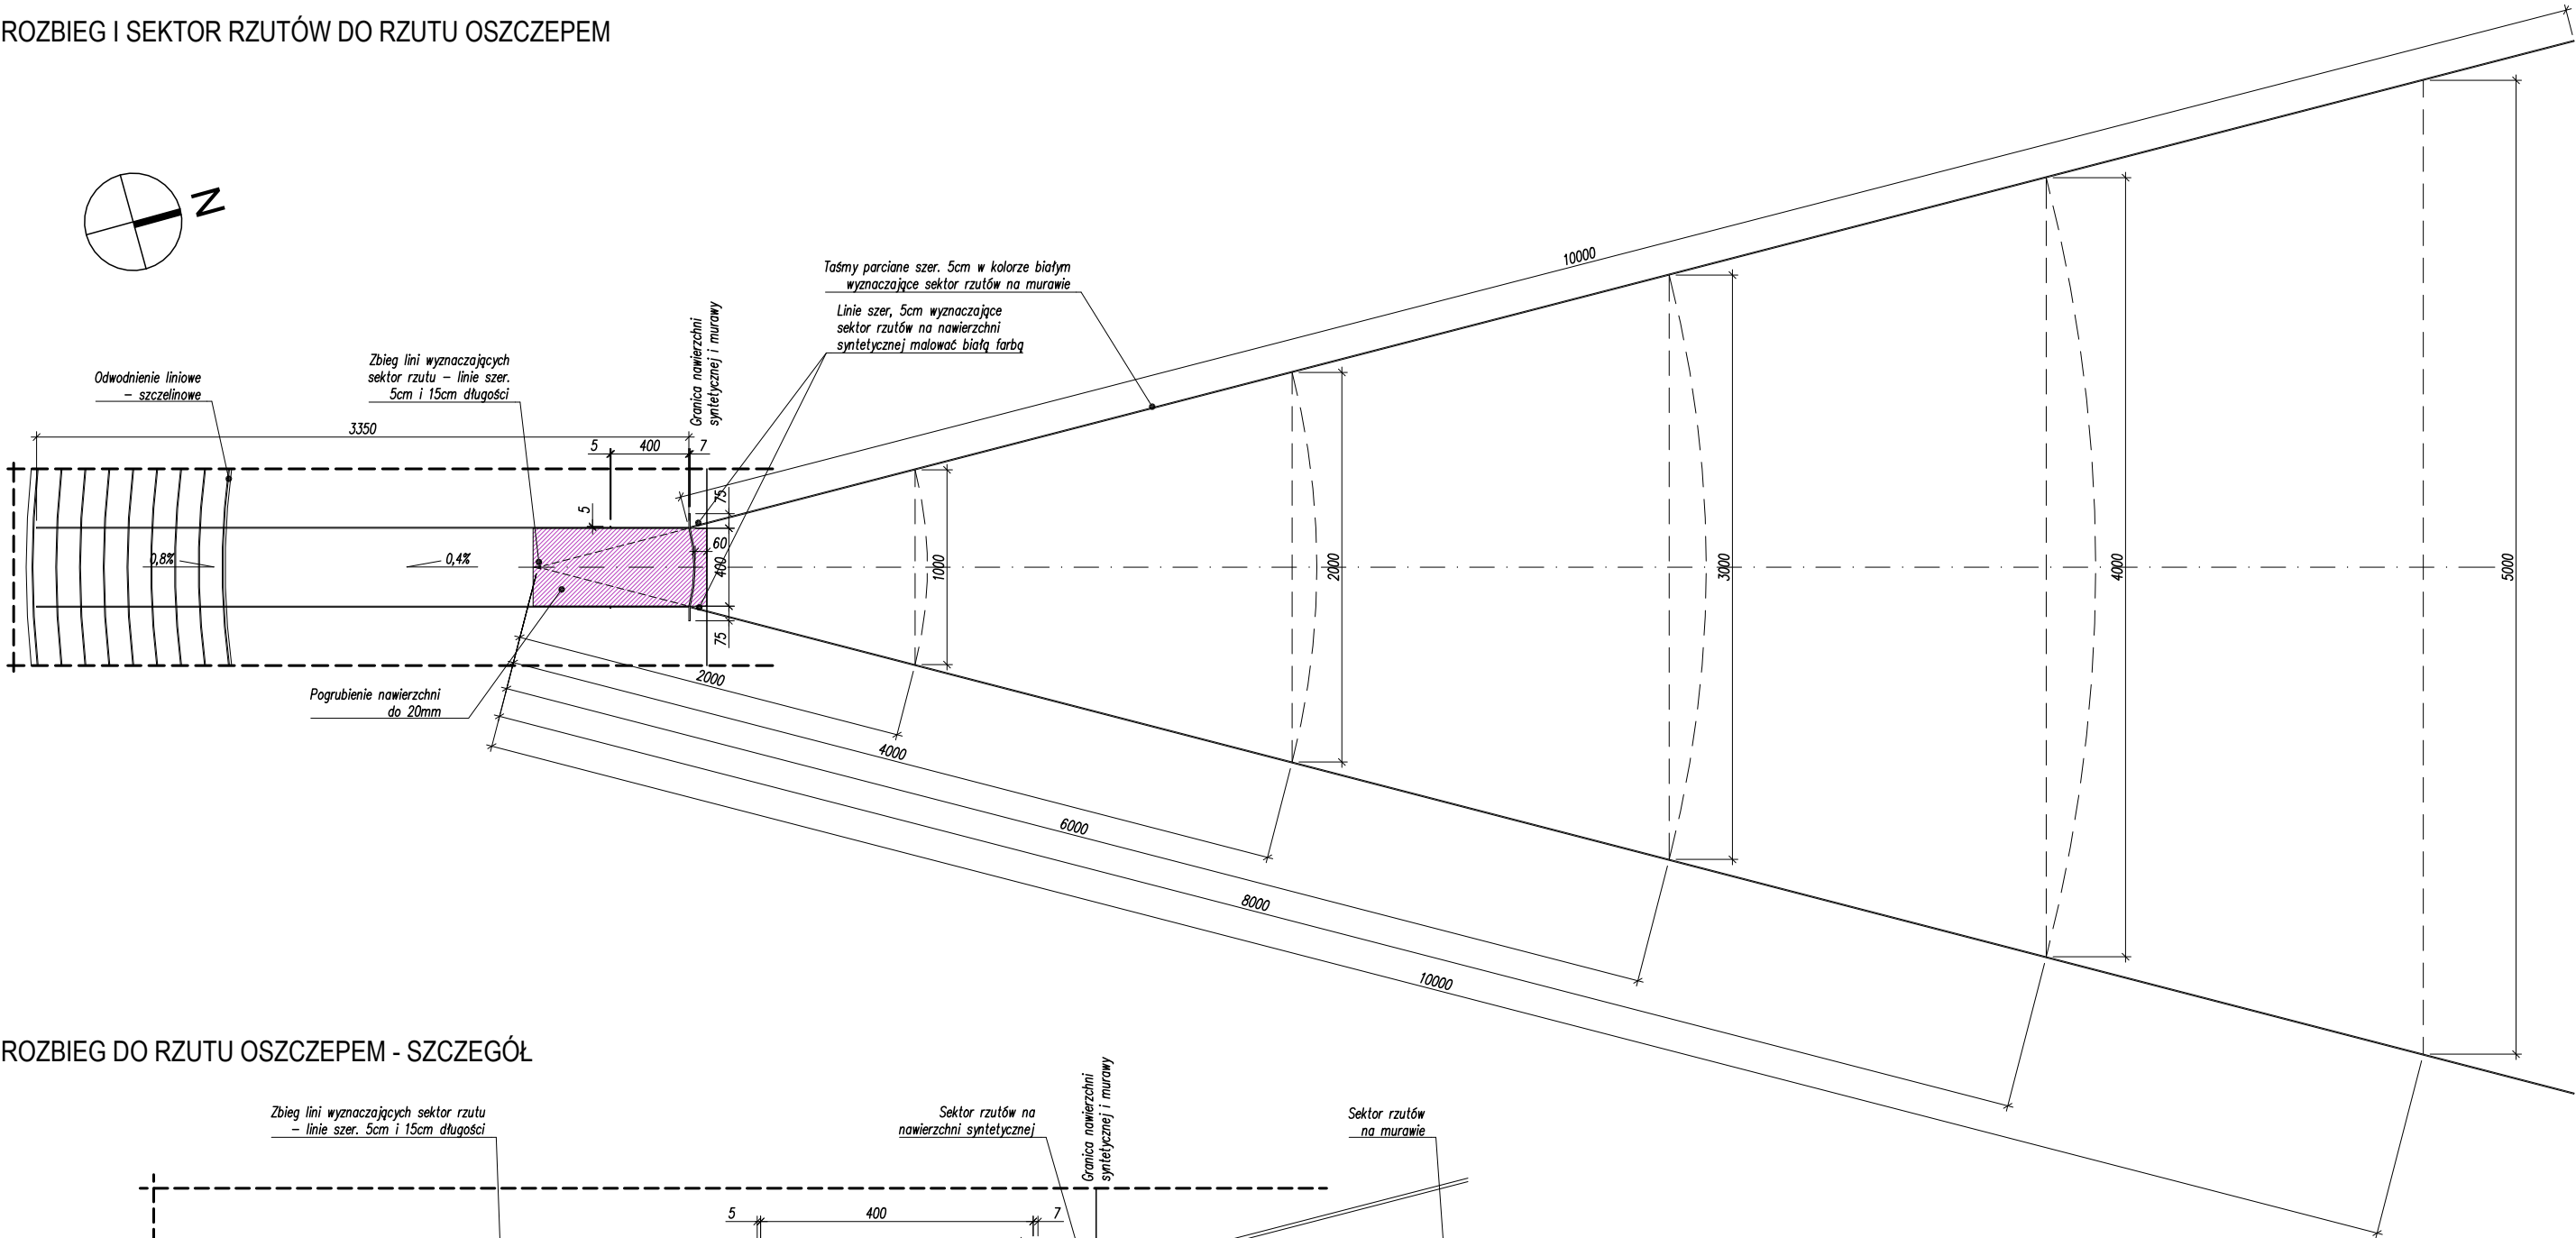 ROZBIEG I SEKTOR RZUTÓW DO RZUTU OSZCZEPEM
N
10000
Taśmy parciane szer. 5cm w kolorze białym
wyznaczające sektor rzutów na murawie
Linie szer, 5cm wyznaczające
sektor rzutów na nawierzchni
syntetycznej malować białą farbą
Granica nawierzchni
syntetycznej i murawy
Zbieg lini wyznaczających
sektor rzutu – linie szer.
5cm i 15cm długości
Odwodnienie liniowe
– szczelinowe
3350
5
400
7
75
5
60
400
75
0,8%
0,4%
1000
2000
3000
4000
5000
Pogrubienie nawierzchni
do 20mm
2000
4000
6000
8000
10000
ROZBIEG DO RZUTU OSZCZEPEM - SZCZEGÓŁ
Zbieg lini wyznaczających sektor rzutu
– linie szer. 5cm i 15cm długości
Sektor rzutów na
nawierzchni syntetycznej
Granica nawierzchni
syntetycznej i murawy
Sektor rzutów
na murawie
5
400
7